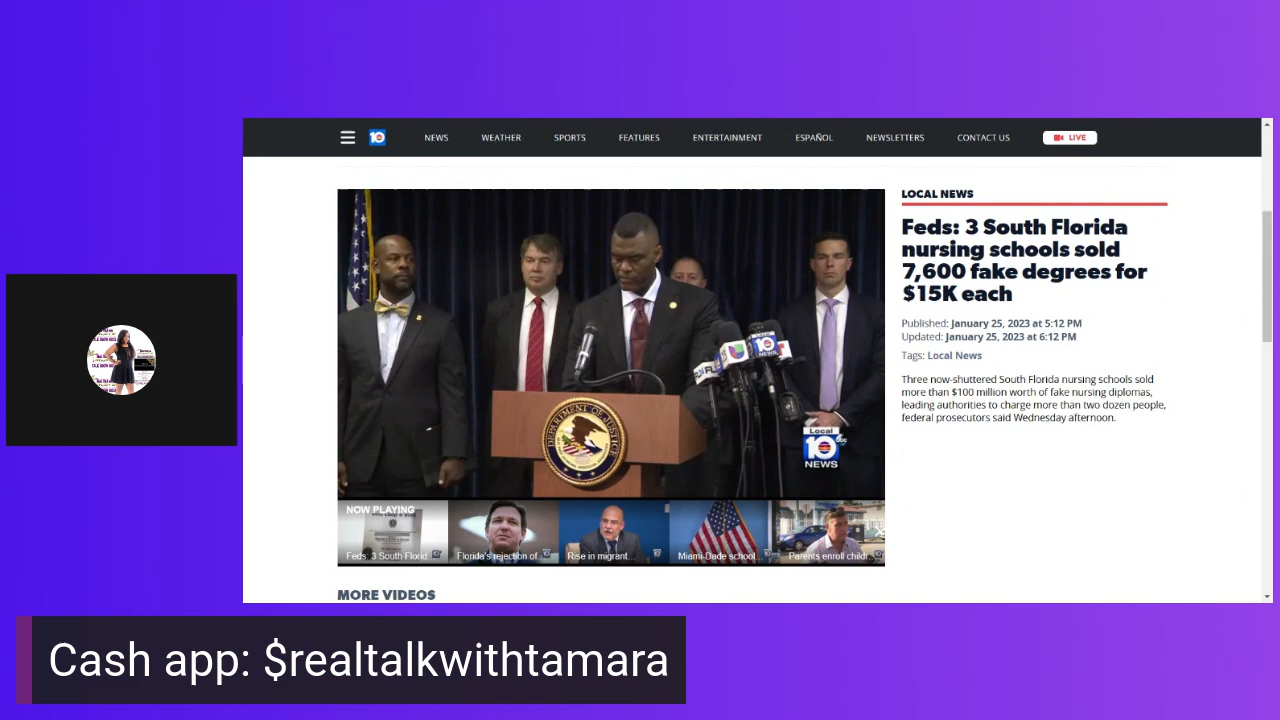 10
NEWS
WEATHER
SPORTS
FEATURES
ENTERTAINMENT
ESPAÑOL
NEWSLETTERS
CONTACT US
LIVE
DEPARTMENT OF JUSTICE
Local
10 abc
NEWS
LOCAL NEWS
Feds: 3 South Florida
nursing schools sold
7,600 fake degrees for
$15K each
Published: January 25, 2023 at 5:12 PM
Updated: January 25, 2023 at 6:12 PM
Tags: Local News
Three now-shuttered South Florida nursing schools sold
more than $100 million worth of fake nursing diplomas,
leading authorities to charge more than two dozen people,
federal prosecutors said Wednesday afternoon.
NOW PLAYING
Feds: 3 South Florid...
Florida's rejection of...
Rise in migrant...
Miami-Dade school...
Parents enroll childr...
MORE VIDEOS
Cash app: $realtalkwithtamara